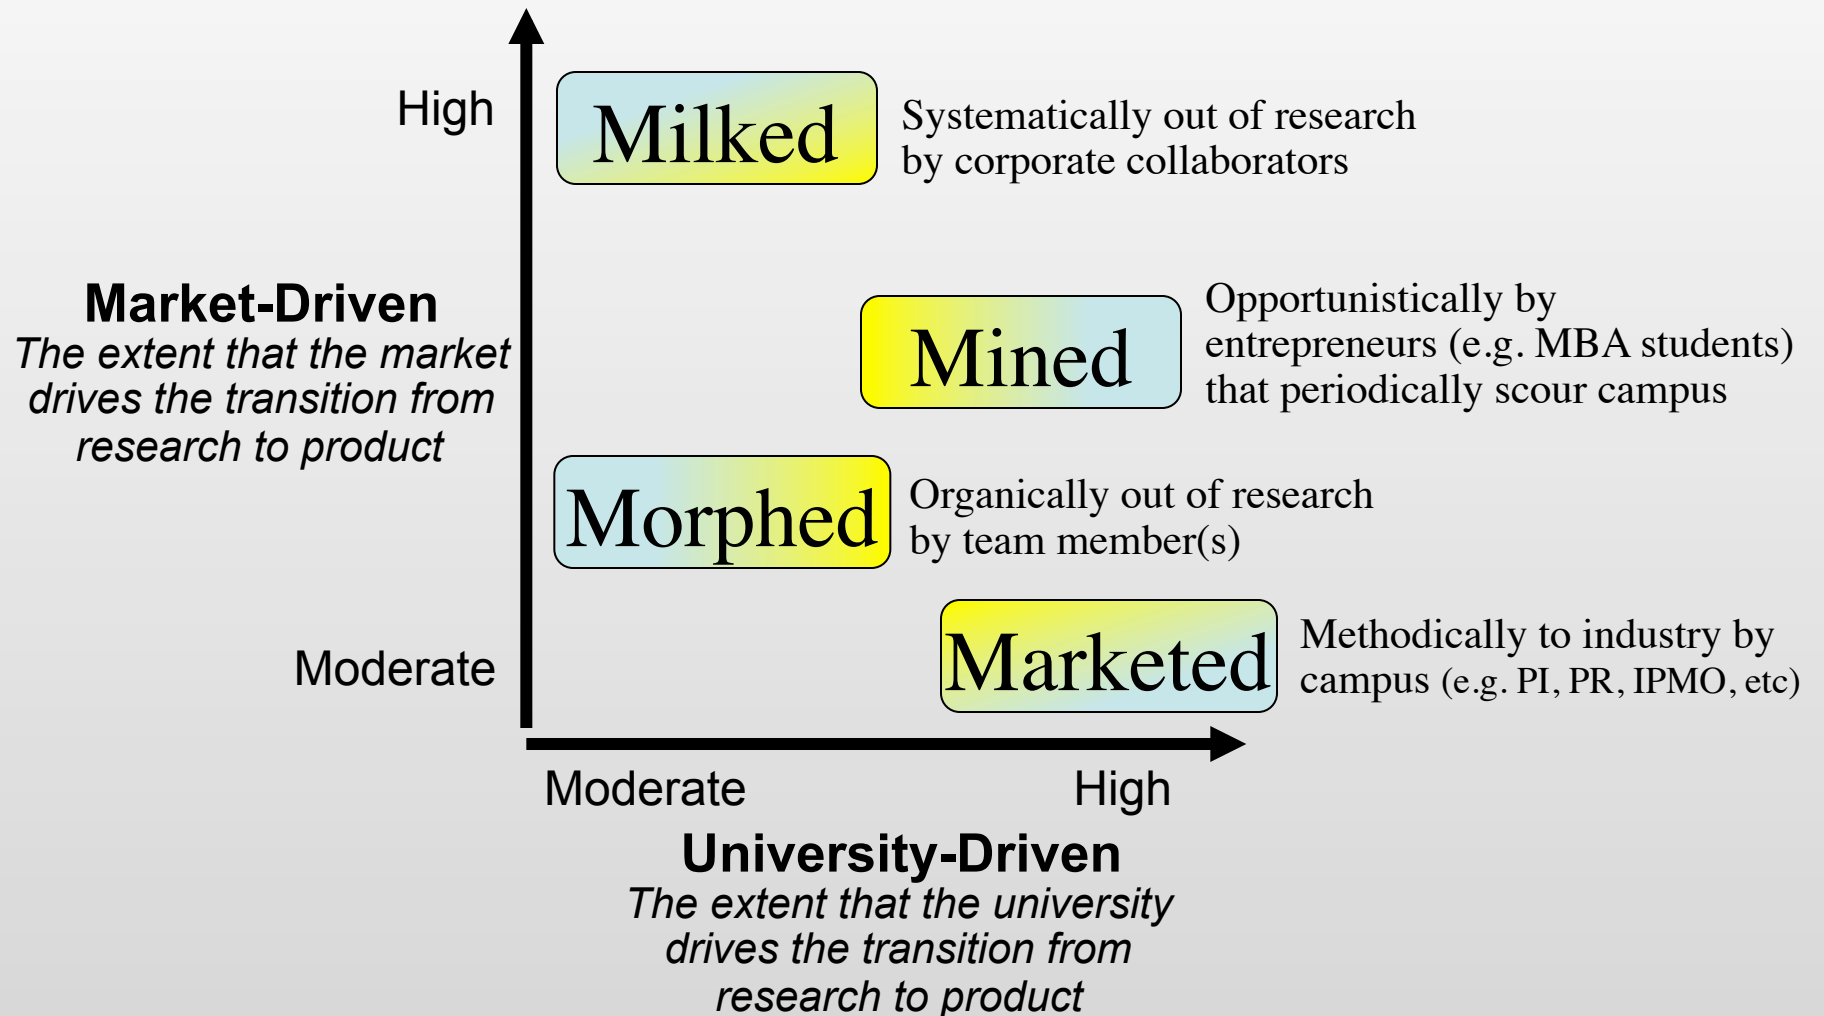 High
Milked
Systematically out of research
by corporate collaborators
Market-Driven
The extent that the market
drives the transition from
research to product
Mined
Opportunistically by
entrepreneurs (e.g. MBA students)
that periodically scour campus
Morphed
Organically out of research
by team member(s)
Moderate
Marketed
Methodically to industry by
campus (e.g. PI, PR, IPMO, etc)
Moderate
High
University-Driven
The extent that the university
drives the transition from
research to product